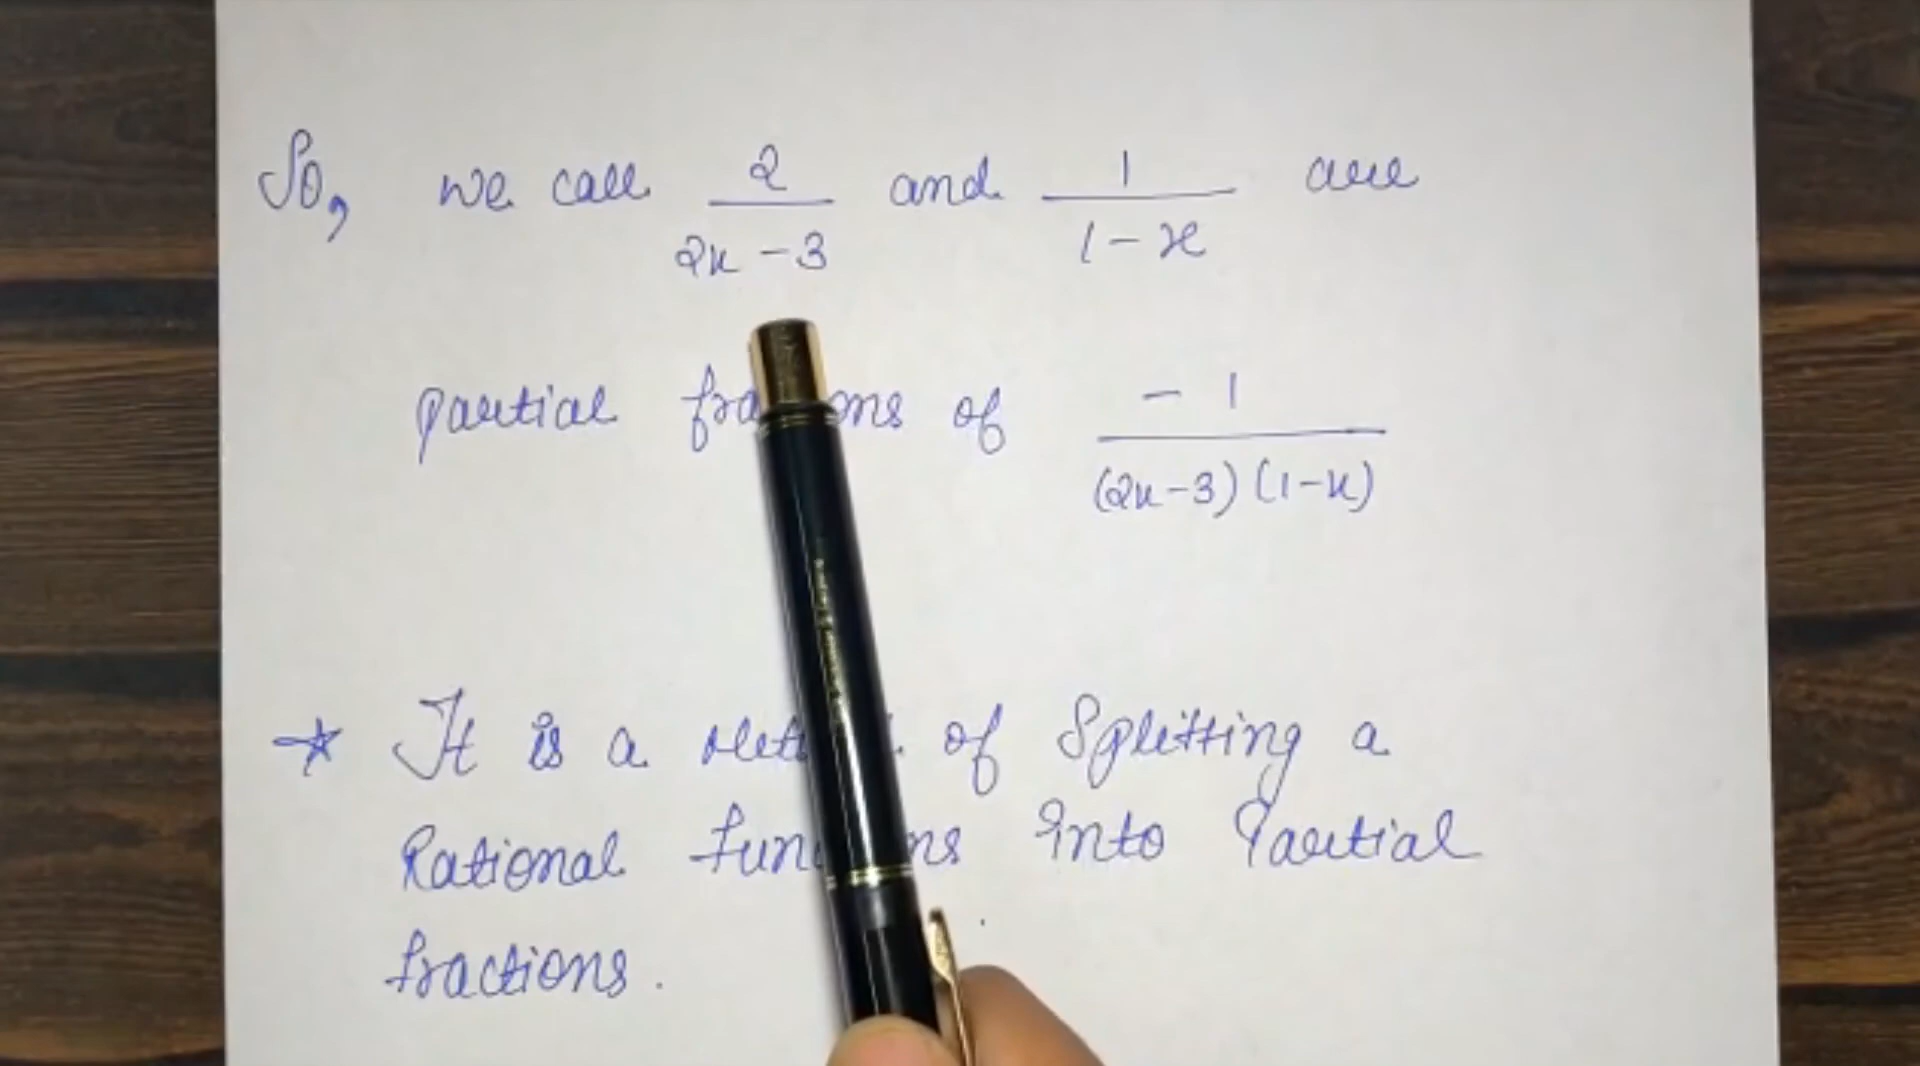 So, we call 2/(2x-3) and 1/(1-x) are
partial of -1/((2x-3)(1-x))
* It is a of Splitting a
Rational into Partial
fractions.